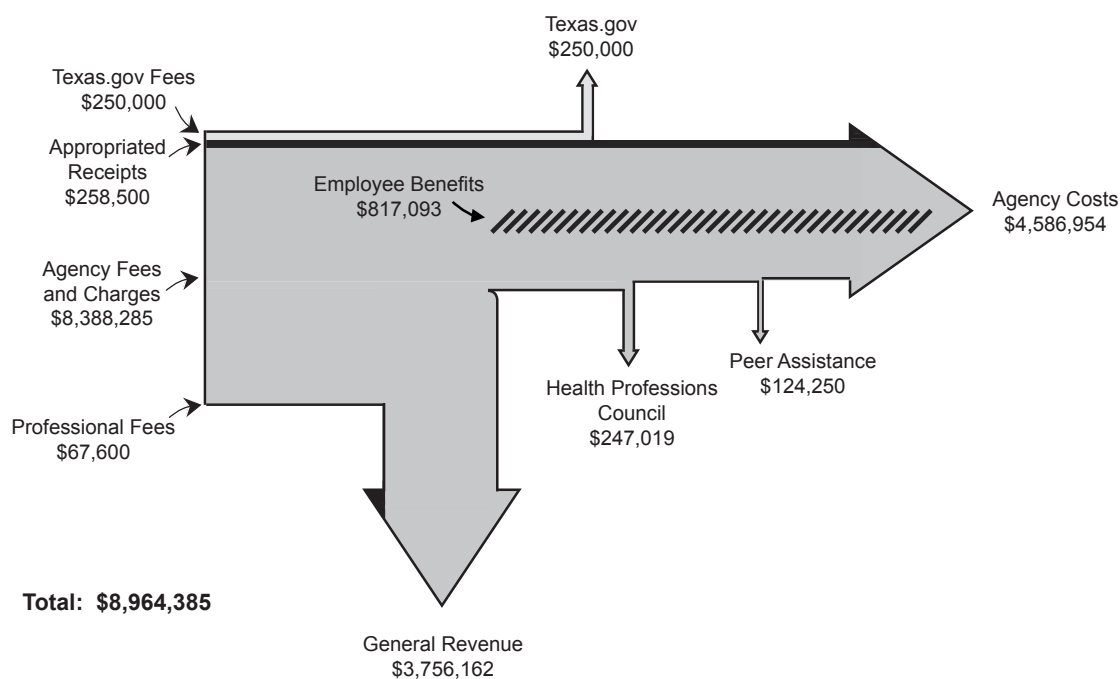 Texas.gov
$250,000
Texas.gov Fees
$250,000
Appropriated
Receipts
$258,500
Employee Benefits
$817,093
Agency Costs
$4,586,954
Agency Fees
and Charges
$8,388,285
Peer Assistance
$124,250
Health Professions
Council
$247,019
Professional Fees
$67,600
Total: $8,964,385
General Revenue
$3,756,162